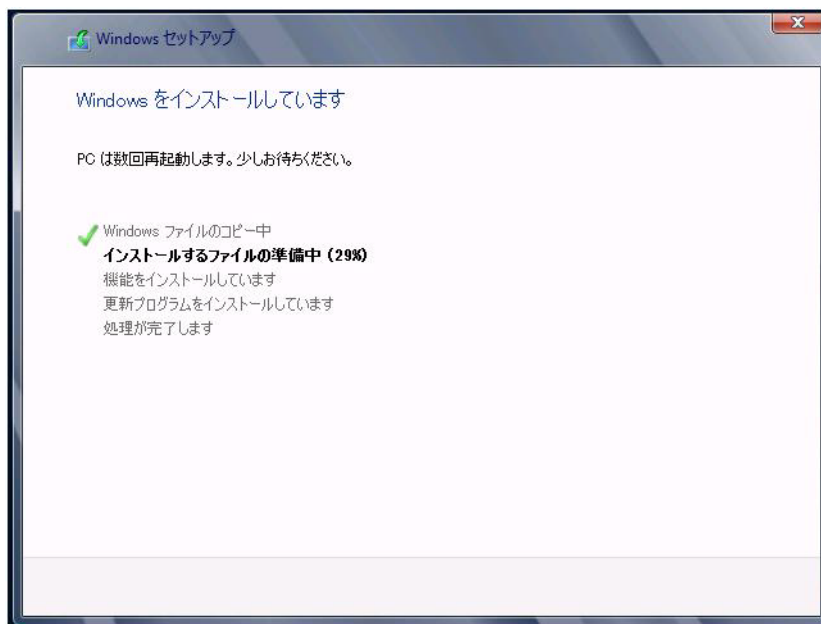 Windows セットアップ
Windows をインストールしています
PC は数回再起動します。少しお待ちください。
Windows ファイルのコピー中
インストールするファイルの準備中 (29%)
機能をインストールしています
更新プログラムをインストールしています
処理が完了します